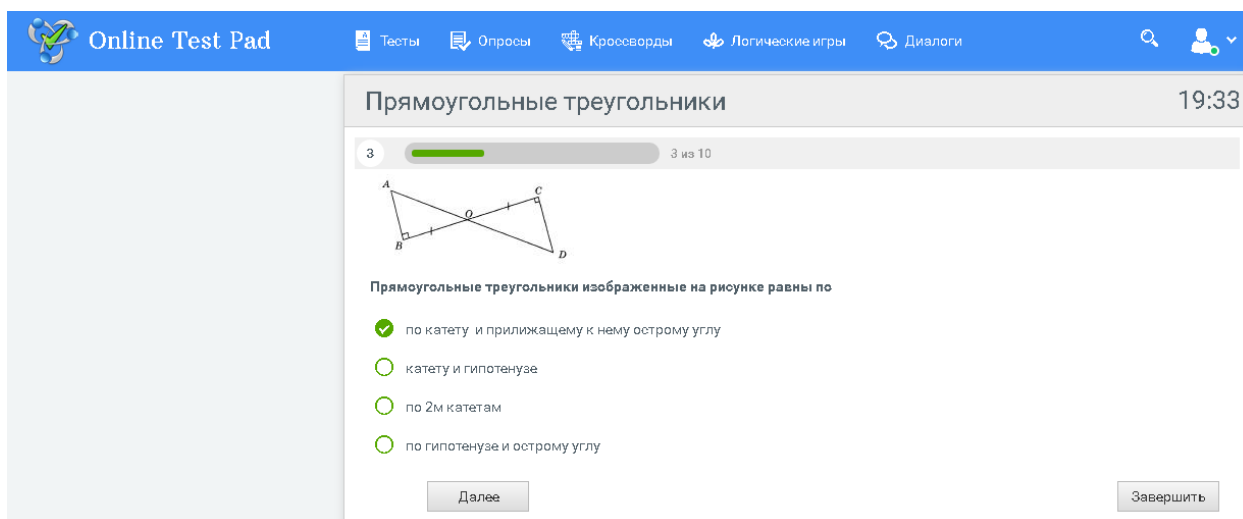 Online Test Pad Тесты Опросы Кроссворды Логические игры Диалоги
Прямоугольные треугольники 19:33
3 3 из 10
A
C
O
B
D
Прямоугольные треугольники изображенные на рисунке равны по
по катету и прилижащему к нему острому углу
катету и гипотенузе
по 2м катетам
по гипотенузе и острому углу
Далее Завершить